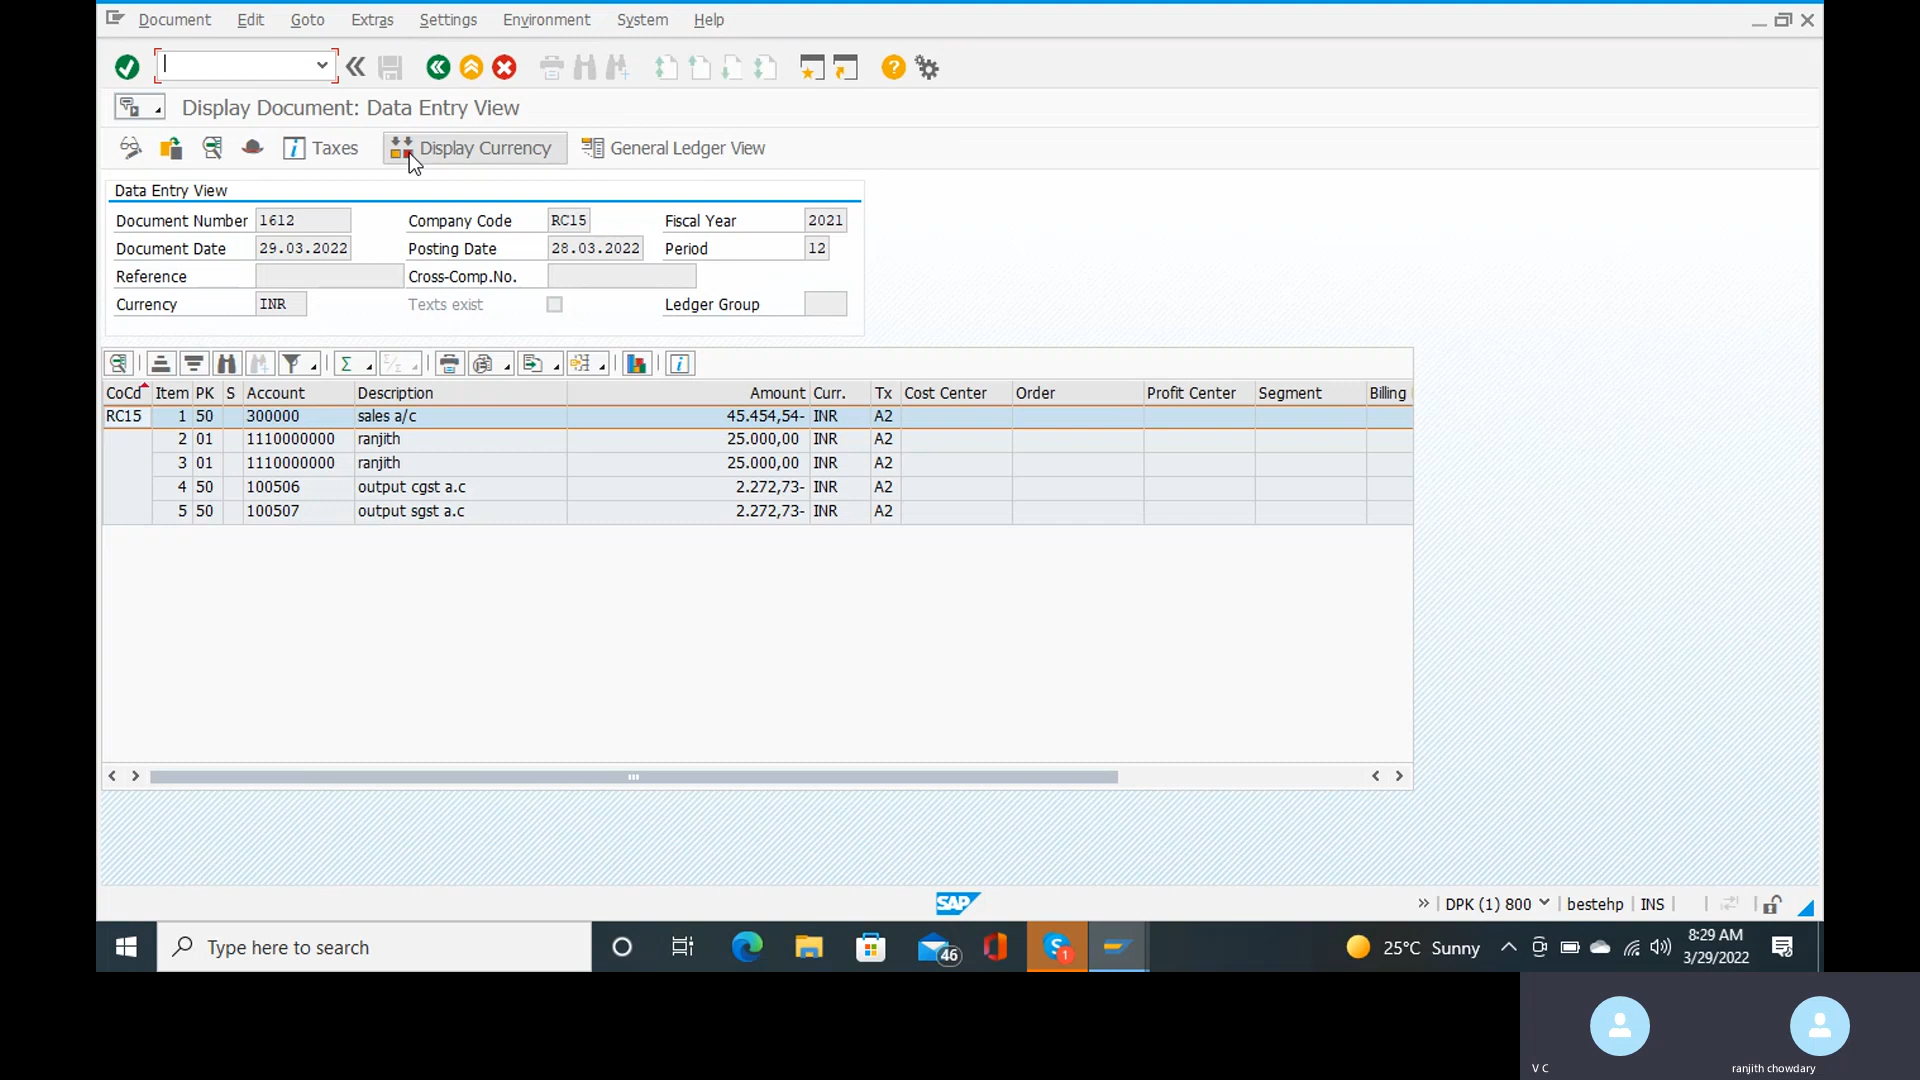 Document Edit Goto Extras Settings Environment System Help
Display Document: Data Entry View
Taxes Display Currency General Ledger View
Data Entry View
Document Number 1612 Company Code RC15 Fiscal Year 2021
Document Date 29.03.2022 Posting Date 28.03.2022 Period 12
Reference Cross-Comp.No.
Currency INR Texts exist Ledger Group
CoCd Item PK S Account Description Amount Curr. Tx Cost Center Order Profit Center Segment Billing
RC15 1 50 300000 sales a/c 45.454,54- INR A2
2 01 1110000000 ranjith 25.000,00 INR A2
3 01 1110000000 ranjith 25.000,00 INR A2
4 50 100506 output cgst a.c 2.272,73- INR A2
5 50 100507 output sgst a.c 2.272,73- INR A2
SAP
DPK (1) 800 bestehp INS
Type here to search
46
1
25°C Sunny
8:29 AM
3/29/2022
V C
ranjith chowdary